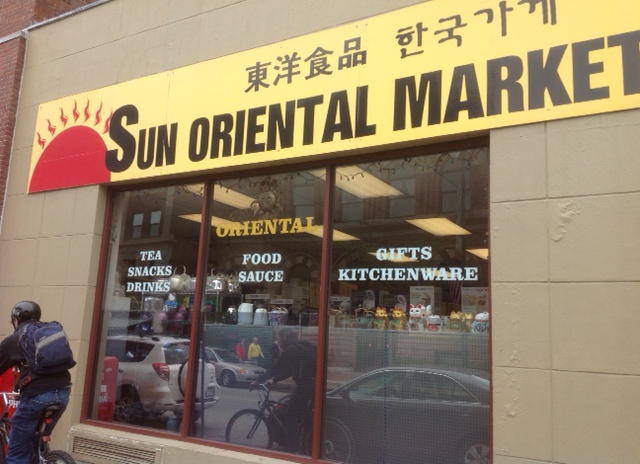 東洋食品 한국가게
SUN ORIENTAL MARKET
ORIENTAL
TEA
SNACKS
DRINKS
FOOD
SAUCE
GIFTS
KITCHENWARE